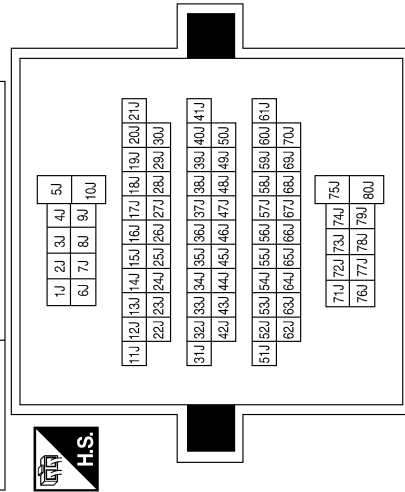 1J 2J 3J 4J 5J
6J 7J 8J 9J 10J
11J 12J 13J 14J 15J 16J 17J 18J 19J 20J 21J
22J 23J 24J 25J 26J 27J 28J 29J 30J
31J 32J 33J 34J 35J 36J 37J 38J 39J 40J 41J
42J 43J 44J 45J 46J 47J 48J 49J 50J
51J 52J 53J 54J 55J 56J 57J 58J 59J 60J 61J
62J 63J 64J 65J 66J 67J 68J 69J 70J
71J 72J 73J 74J 75J
76J 77J 78J 79J 80J
H.S.